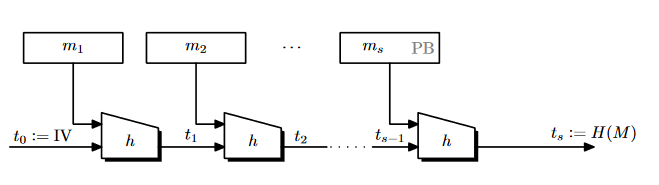 m₁ m₂ ··· mₛ PB
t₀ := IV h t₁ h t₂ ····· tₛ₋₁ h tₛ := H(M)